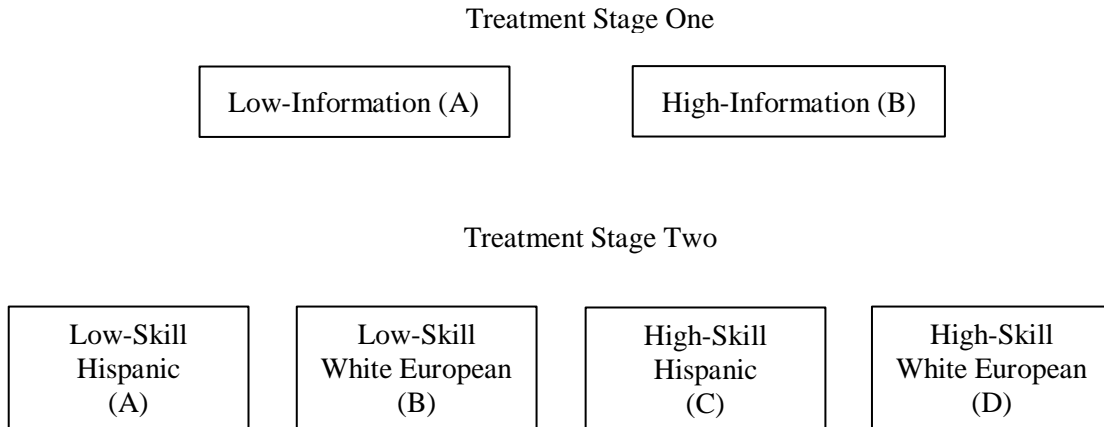 Treatment Stage One
Low-Information (A)
High-Information (B)
Treatment Stage Two
Low-Skill
Hispanic
(A)
Low-Skill
White European
(B)
High-Skill
Hispanic
(C)
High-Skill
White European
(D)